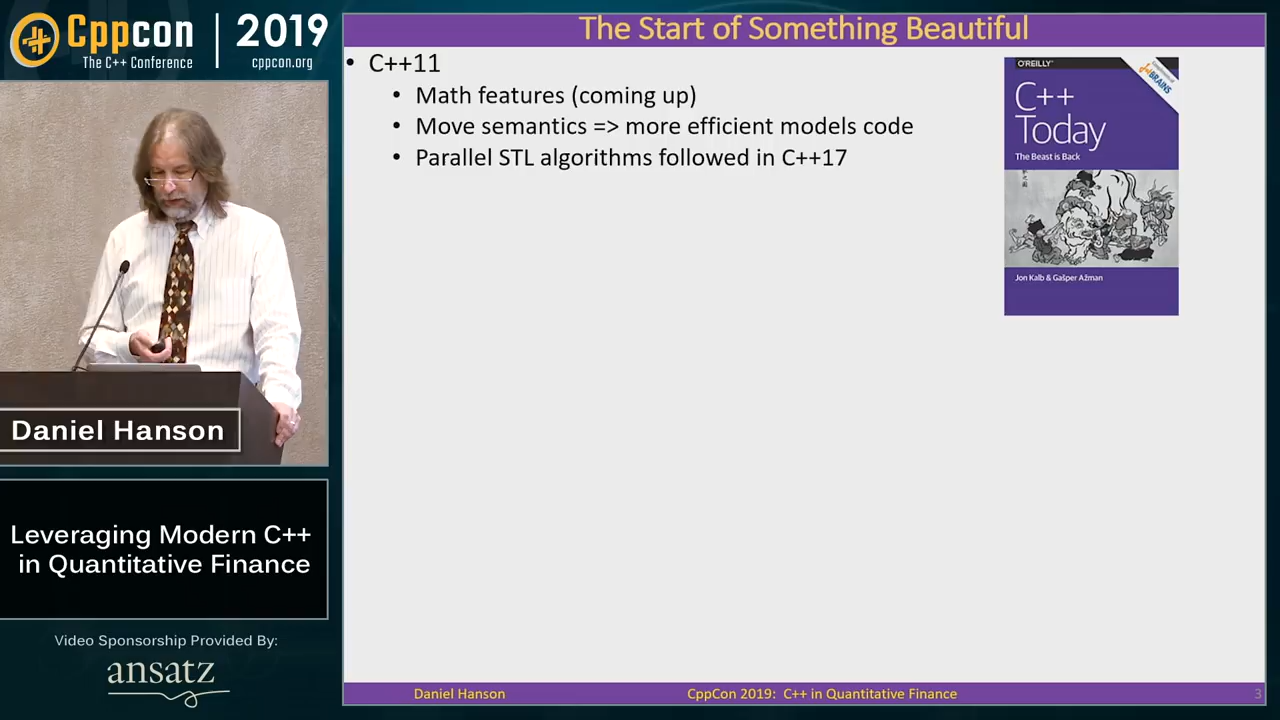 Cppcon
The C++ Conference
2019
cppcon.org
The Start of Something Beautiful
• C++11
• Math features (coming up)
• Move semantics => more efficient models code
• Parallel STL algorithms followed in C++17
O'REILLY
C++
Today
The Beast is Back
Jon Kalb & Gašper Ažman
Daniel Hanson
Leveraging Modern C++
in Quantitative Finance
Video Sponsorship Provided By:
ansatz
Daniel Hanson
CppCon 2019: C++ in Quantitative Finance
3